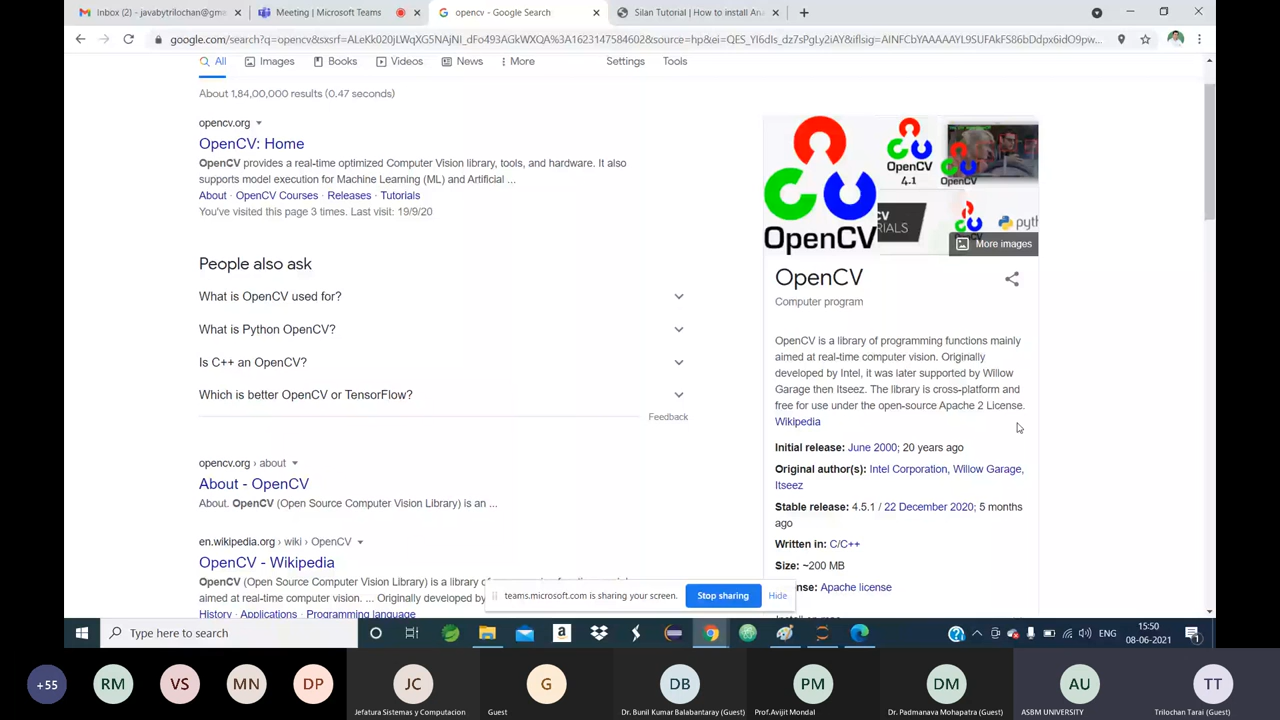 Inbox (2) - javabytrilochan@gma
Meeting | Microsoft Teams
opencv - Google Search
Silan Tutorial | How to install Ana
google.com/search?q=opencv&sxsrf=ALeKk020jLWqXG5NAjNI_dFo493AGkWXQA%3A1623147584602&source=hp&ei=QES_YI6dIs_dz7sPgLy2iAY&iflsig=AINFCbYAAAAAYL9SUFAkFS86bDdpx6idO9pw...
All
Images
Books
Videos
News
More
Settings
Tools
About 1,84,00,000 results (0.47 seconds)
opencv.org
OpenCV: Home
OpenCV provides a real-time optimized Computer Vision library, tools, and hardware. It also
supports model execution for Machine Learning (ML) and Artificial ...
About · OpenCV Courses · Releases · Tutorials
You've visited this page 3 times. Last visit: 19/9/20
People also ask
What is OpenCV used for?
What is Python OpenCV?
Is C++ an OpenCV?
Which is better OpenCV or TensorFlow?
Feedback
opencv.org › about
About - OpenCV
About. OpenCV (Open Source Computer Vision Library) is an ...
en.wikipedia.org › wiki › OpenCV
OpenCV - Wikipedia
OpenCV (Open Source Computer Vision Library) is a library
aimed at real-time computer vision. ... Originally developed by
History · Applications · Programming language
OpenCV
OpenCV
4.1
OpenCV
CV
RIALS
pyth
More images
OpenCV
Computer program
OpenCV is a library of programming functions mainly
aimed at real-time computer vision. Originally
developed by Intel, it was later supported by Willow
Garage then Itseez. The library is cross-platform and
free for use under the open-source Apache 2 License.
Wikipedia
Initial release: June 2000; 20 years ago
Original author(s): Intel Corporation, Willow Garage,
Itseez
Stable release: 4.5.1 / 22 December 2020; 5 months
ago
Written in: C/C++
Size: ~200 MB
ense: Apache license
teams.microsoft.com is sharing your screen.
Stop sharing
Hide
Type here to search
ENG
15:50
08-06-2021
1
+55
RM
VS
MN
DP
JC
Jefatura Sistemas y Computacion
G
Guest
DB
Dr. Bunil Kumar Balabantaray (Guest)
PM
Prof.Avijit Mondal
DM
Dr. Padmanava Mohapatra (Guest)
AU
ASBM UNIVERSITY
TT
Trilochan Tarai (Guest)